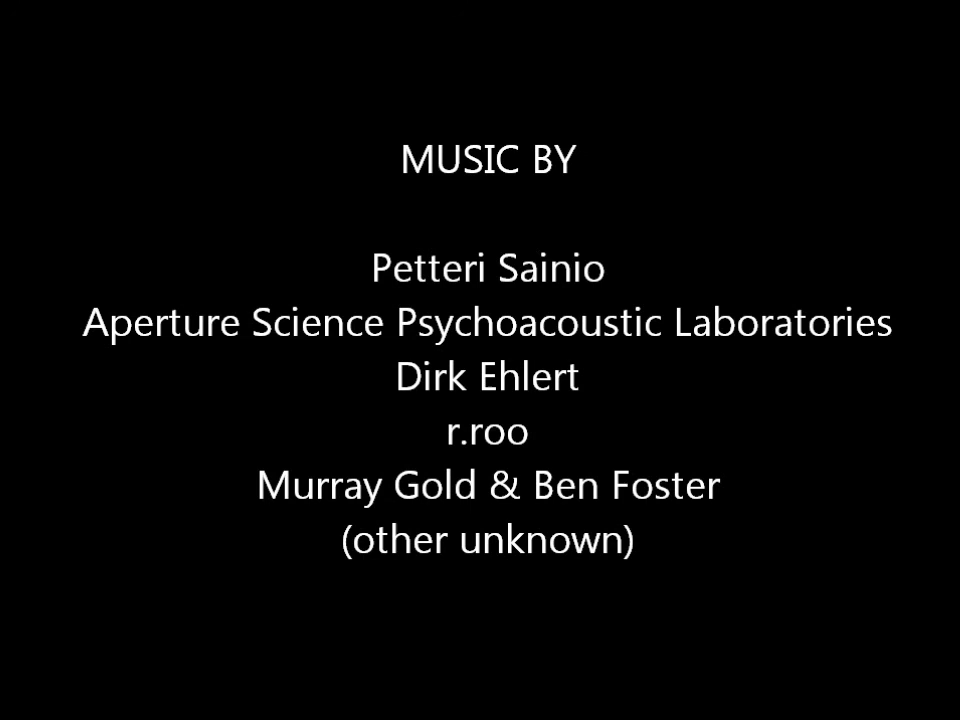 MUSIC BY
Petteri Sainio
Aperture Science Psychoacoustic Laboratories
Dirk Ehlert
r.roo
Murray Gold & Ben Foster
(other unknown)